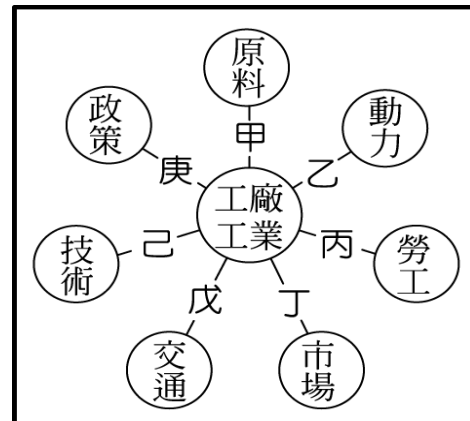 原料
甲
政策
庚
動力
乙
工廠
工業
技術
己
丙
勞工
戊
丁
交通
市場